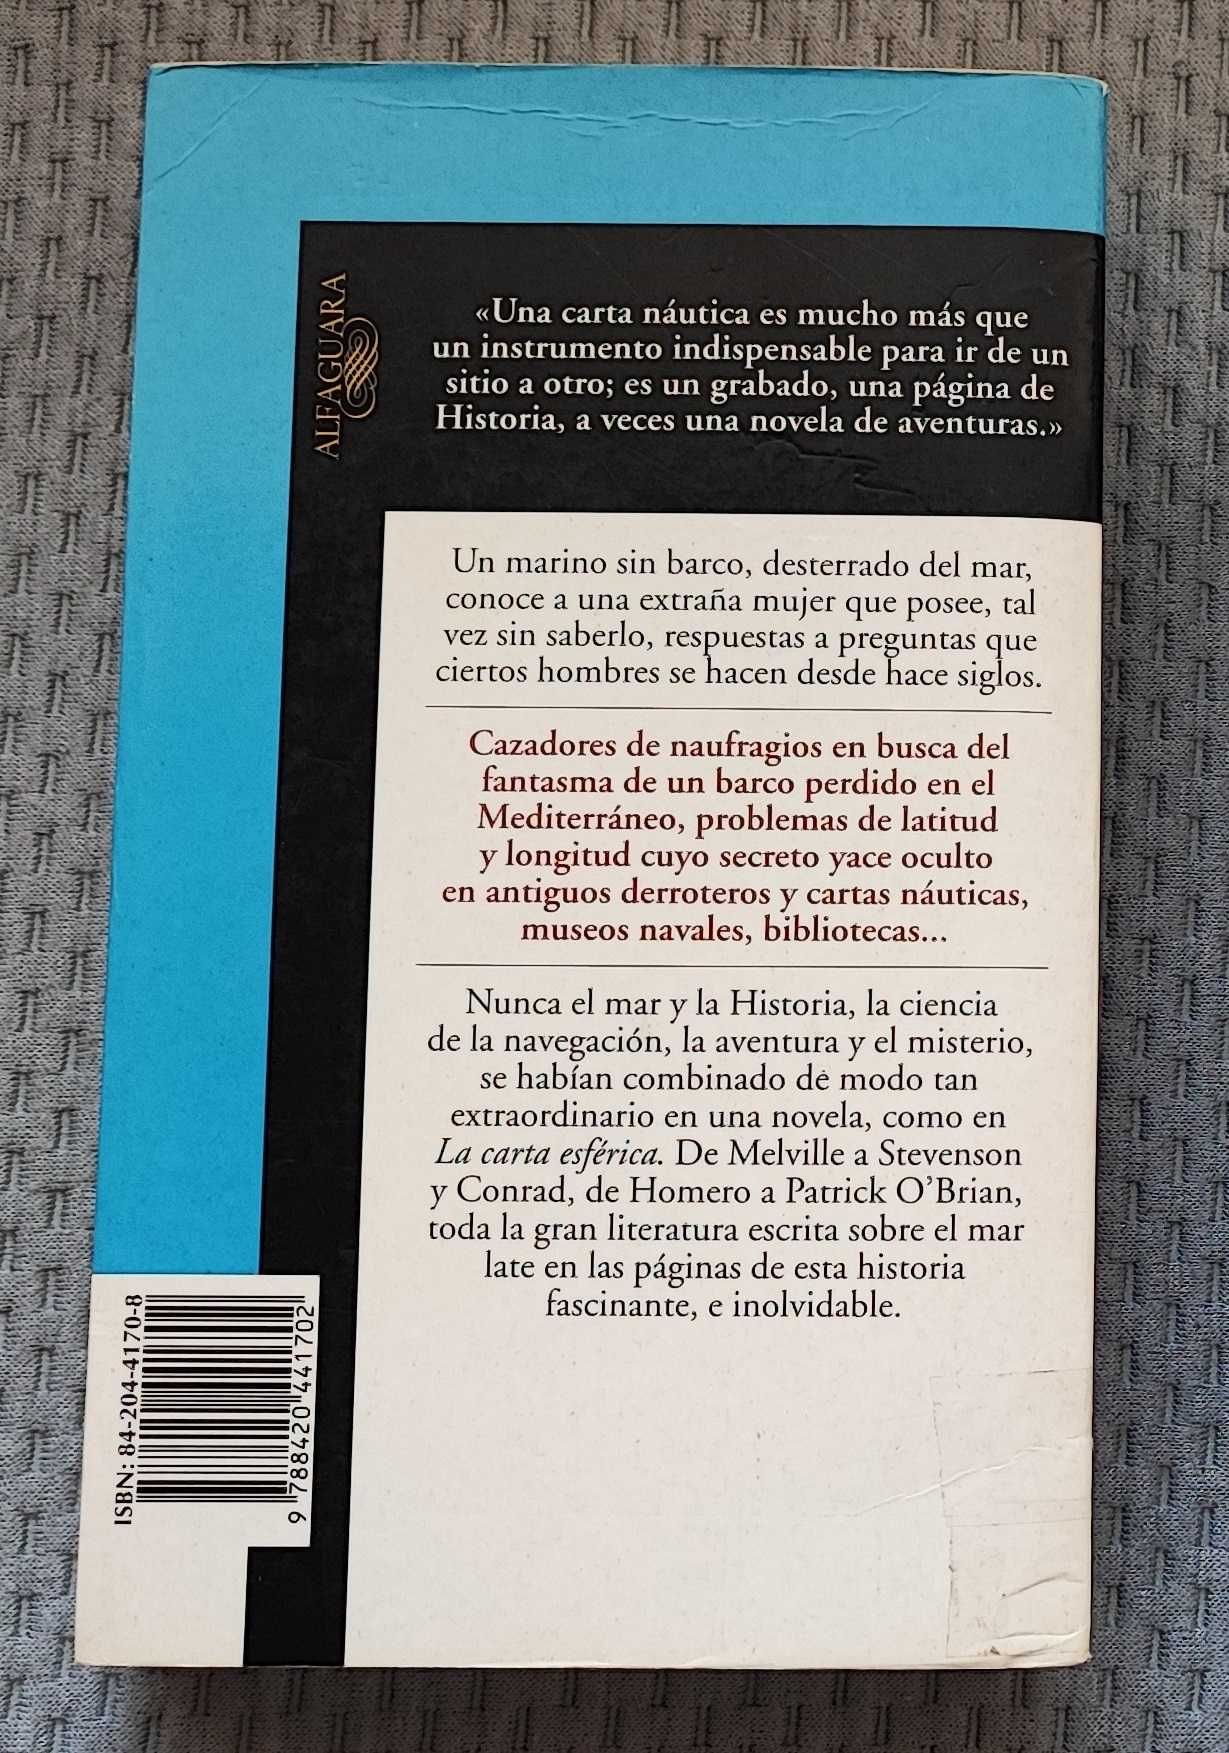 ALFAGUARA
«Una carta náutica es mucho más que
un instrumento indispensable para ir de un
sitio a otro; es un grabado, una página de
Historia, a veces una novela de aventuras.»
Un marino sin barco, desterrado del mar,
conoce a una extraña mujer que posee, tal
vez sin saberlo, respuestas a preguntas que
ciertos hombres se hacen desde hace siglos.
Cazadores de naufragios en busca del
fantasma de un barco perdido en el
Mediterráneo, problemas de latitud
y longitud cuyo secreto yace oculto
en antiguos derroteros y cartas náuticas,
museos navales, bibliotecas...
Nunca el mar y la Historia, la ciencia
de la navegación, la aventura y el misterio,
se habían combinado de modo tan
extraordinario en una novela, como en
La carta esférica. De Melville a Stevenson
y Conrad, de Homero a Patrick O’Brian,
toda la gran literatura escrita sobre el mar
late en las páginas de esta historia
fascinante, e inolvidable.
ISBN: 84-204-4170-8
9 788420 441702